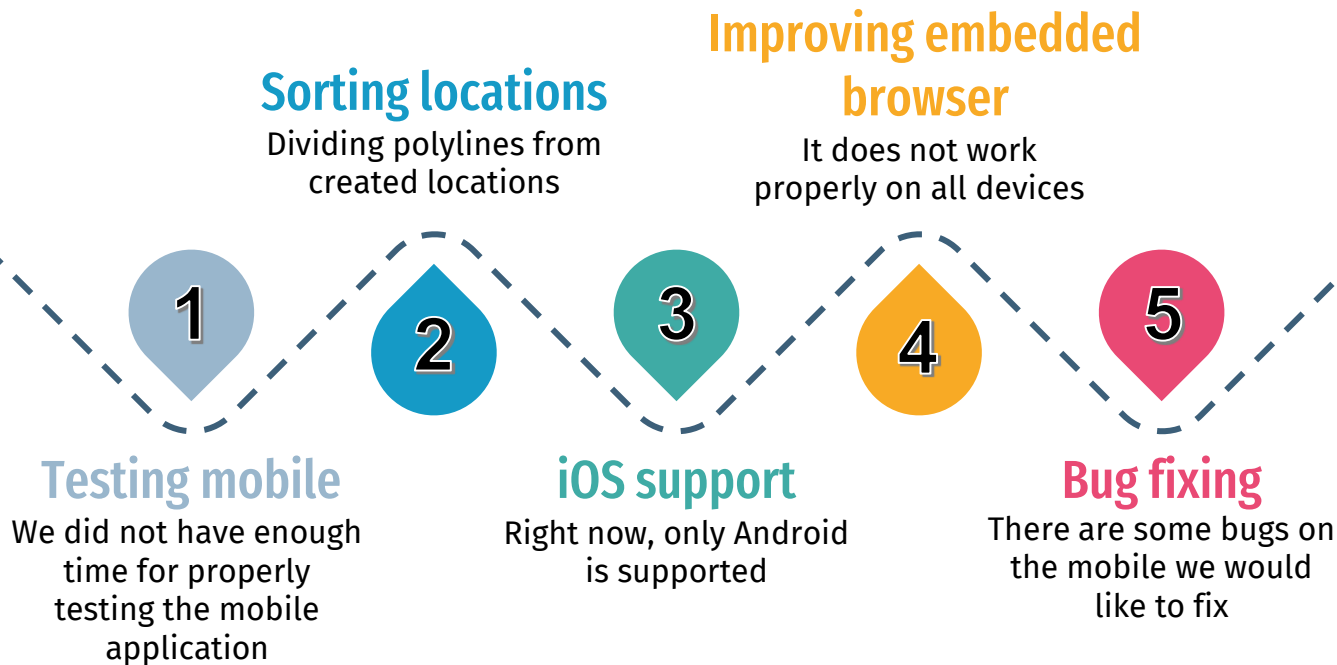 1
Testing mobile
We did not have enough
time for properly
testing the mobile
application
Sorting locations
Dividing polylines from
created locations
2
3
iOS support
Right now, only Android
is supported
Improving embedded
browser
It does not work
properly on all devices
4
5
Bug fixing
There are some bugs on
the mobile we would
like to fix